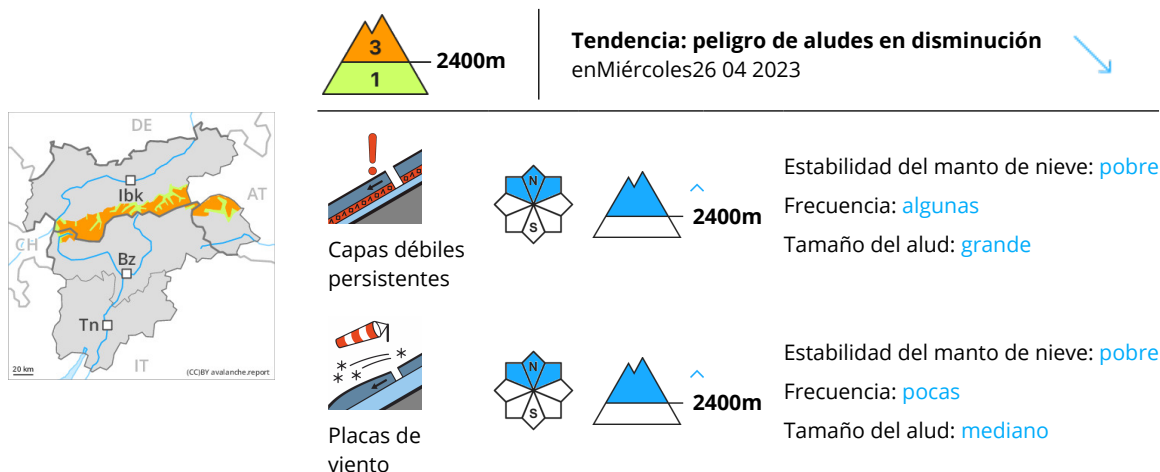 3
1
2400m
Tendencia: peligro de aludes en disminución
enMiércoles26 04 2023
DE
Ibk
AT
CH
Bz
Tn
IT
20 km
(CC)BY avalanche.report
Capas débiles
persistentes
N
S
2400m
Estabilidad del manto de nieve: pobre
Frecuencia: algunas
Tamaño del alud: grande
Placas de
viento
N
S
2400m
Estabilidad del manto de nieve: pobre
Frecuencia: pocas
Tamaño del alud: mediano